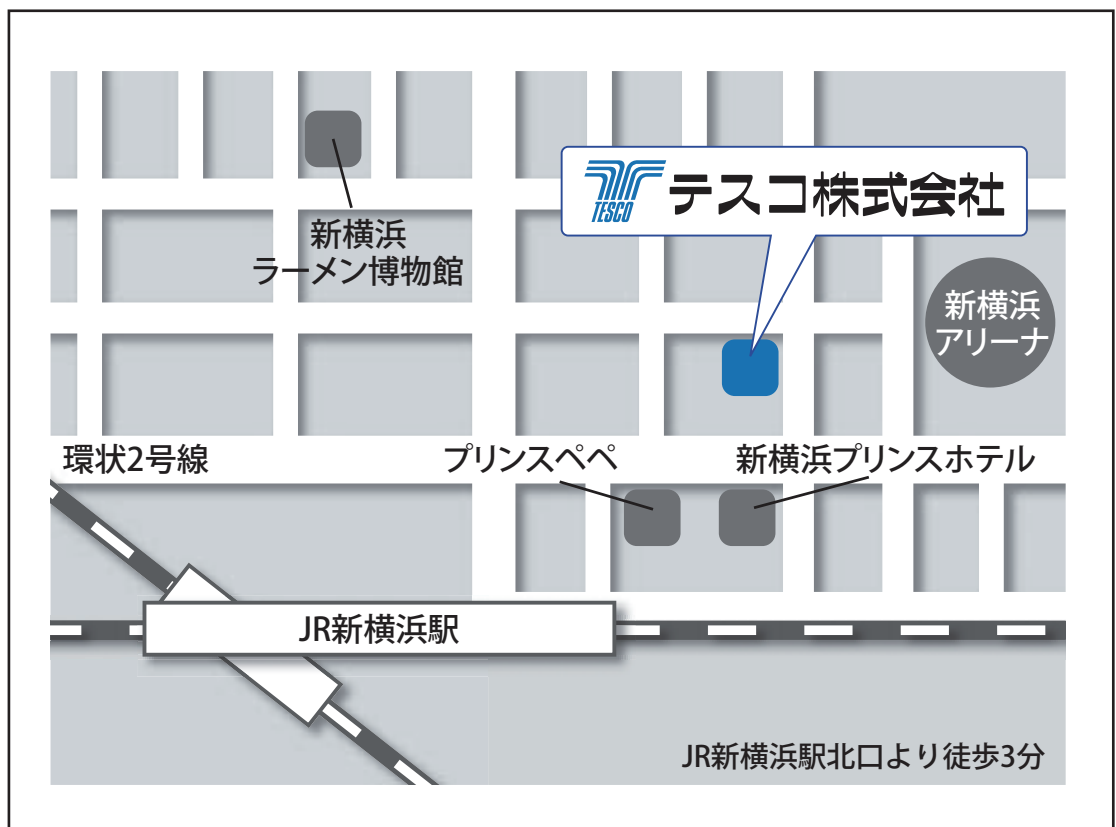 TESCO
テスコ株式会社
新横浜
ラーメン博物館
新横浜
アリーナ
環状2号線
プリンスペペ
新横浜プリンスホテル
JR新横浜駅
JR新横浜駅北口より徒歩3分